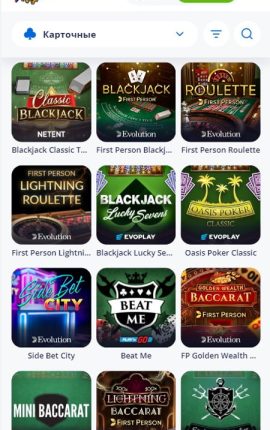 Карточные
Classic
BLACKJACK
NETENT
BLACKJACK
FIRST PERSON
Evolution
ROULETTE
FIRST PERSON
Evolution
Blackjack Classic T...
First Person Blackj...
First Person Roulette
FIRST PERSON
LIGHTNING
ROULETTE
Evolution
BLACKJACK
Lucky Sevens
EVOPLAY
OASIS POKER
CLASSIC
EVOPLAY
First Person Lightni...
Blackjack Lucky Se...
Oasis Poker Classic
Side Bet
CITY
Evolution
BEAT
ME
PLAY'N GO
GOLDEN WEALTH
BACCARAT
FIRST PERSON
Evolution
Side Bet City
Beat Me
FP Golden Wealth ...
MINI BACCARAT
LIGHTNING
BACCARAT
FIRST PERSON